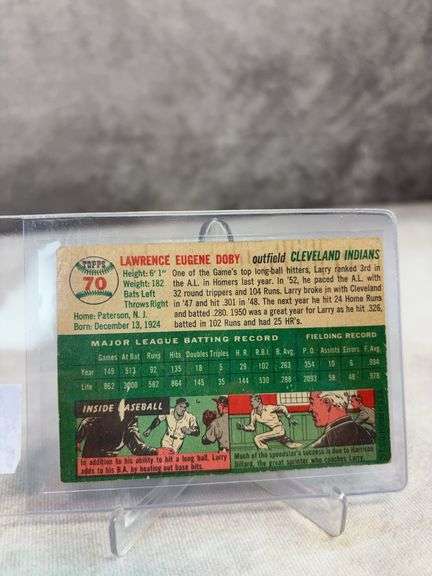 TOPPS
70
LAWRENCE EUGENE DOBY outfield CLEVELAND INDIANS
Height: 6' 1"
Weight: 182
Bats Left
Throws Right
Home: Paterson, N. J.
Born: December 13, 1924
One of the Game's top long-ball hitters, Larry ranked 3rd in
the A.L. in Homers last year. In '52, he paced the A.L. with
32 round trippers and 104 Runs. Larry broke in with Cleveland
in '47 and hit .301 in '48. The next year he hit 24 Home Runs
and batted .280. 1950 was a great year for Larry as he hit .326,
batted in 102 Runs and had 25 HR's.
MAJOR LEAGUE BATTING RECORD FIELDING RECORD
Games At Bat Runs Hits Doubles Triples H.R. R.B.I. B. Avg. P.O. Assists Errors F. Avg.
Year 149 513 92 135 18 5 29 102 .263 354 10 6 .984
Life 862 3000 582 864 145 35 144 530 .288 2093 58 48 .978
INSIDE BASEBALL
In addition to his ability to hit a long ball, Larry
adds to his B.A. by beating out base hits.
Much of the speedster's success is due to Harrison
Dillard, the great sprinter who coaches Larry.